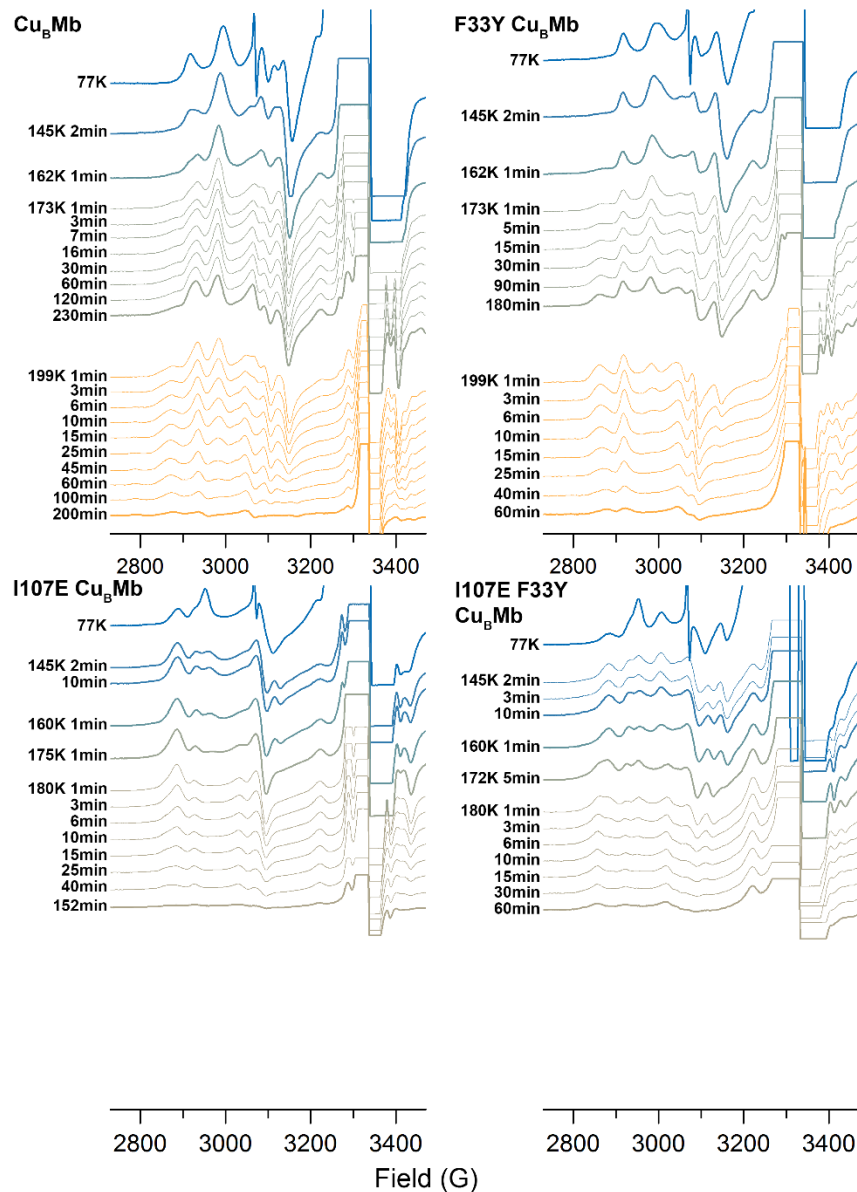 CuBMb
77K
145K 2min
162K 1min
173K 1min
3min
7min
16min
30min
60min
120min
230min
199K 1min
3min
6min
10min
15min
25min
45min
60min
100min
200min
2800 3000 3200 3400
F33Y CuBMb
77K
145K 2min
162K 1min
173K 1min
5min
15min
30min
90min
180min
199K 1min
3min
6min
10min
15min
25min
40min
60min
2800 3000 3200 3400
I107E CuBMb
77K
145K 2min
10min
160K 1min
175K 1min
180K 1min
3min
6min
10min
15min
25min
40min
152min
2800 3000 3200 3400
I107E F33Y
CuBMb
77K
145K 2min
3min
10min
160K 1min
172K 5min
180K 1min
3min
6min
10min
15min
30min
60min
2800 3000 3200 3400
Field (G)